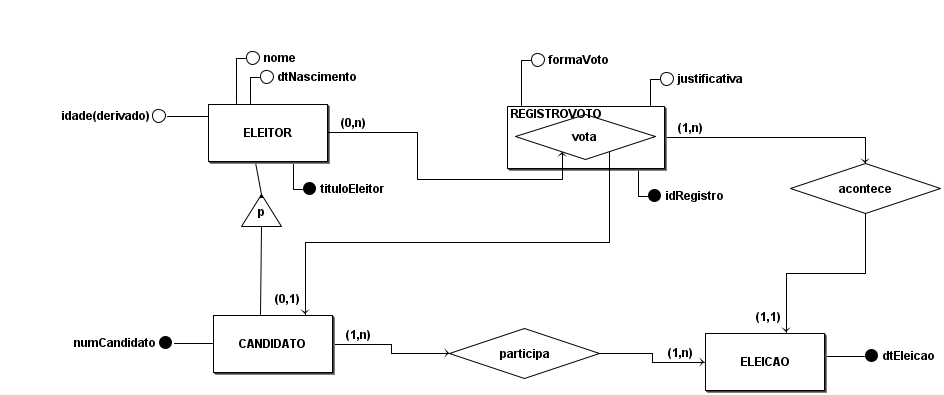 nome
formaVoto
dtNascimento
justificativa
idade(derivado)
REGISTROVOTO
(0,n)
(1,n)
ELEITOR
vota
tituloEleitor
acontece
idRegistro
p
(0,1)
(1,1)
(1,n)
numCandidato
CANDIDATO
participa
(1,n)
ELEICAO
dtEleicao